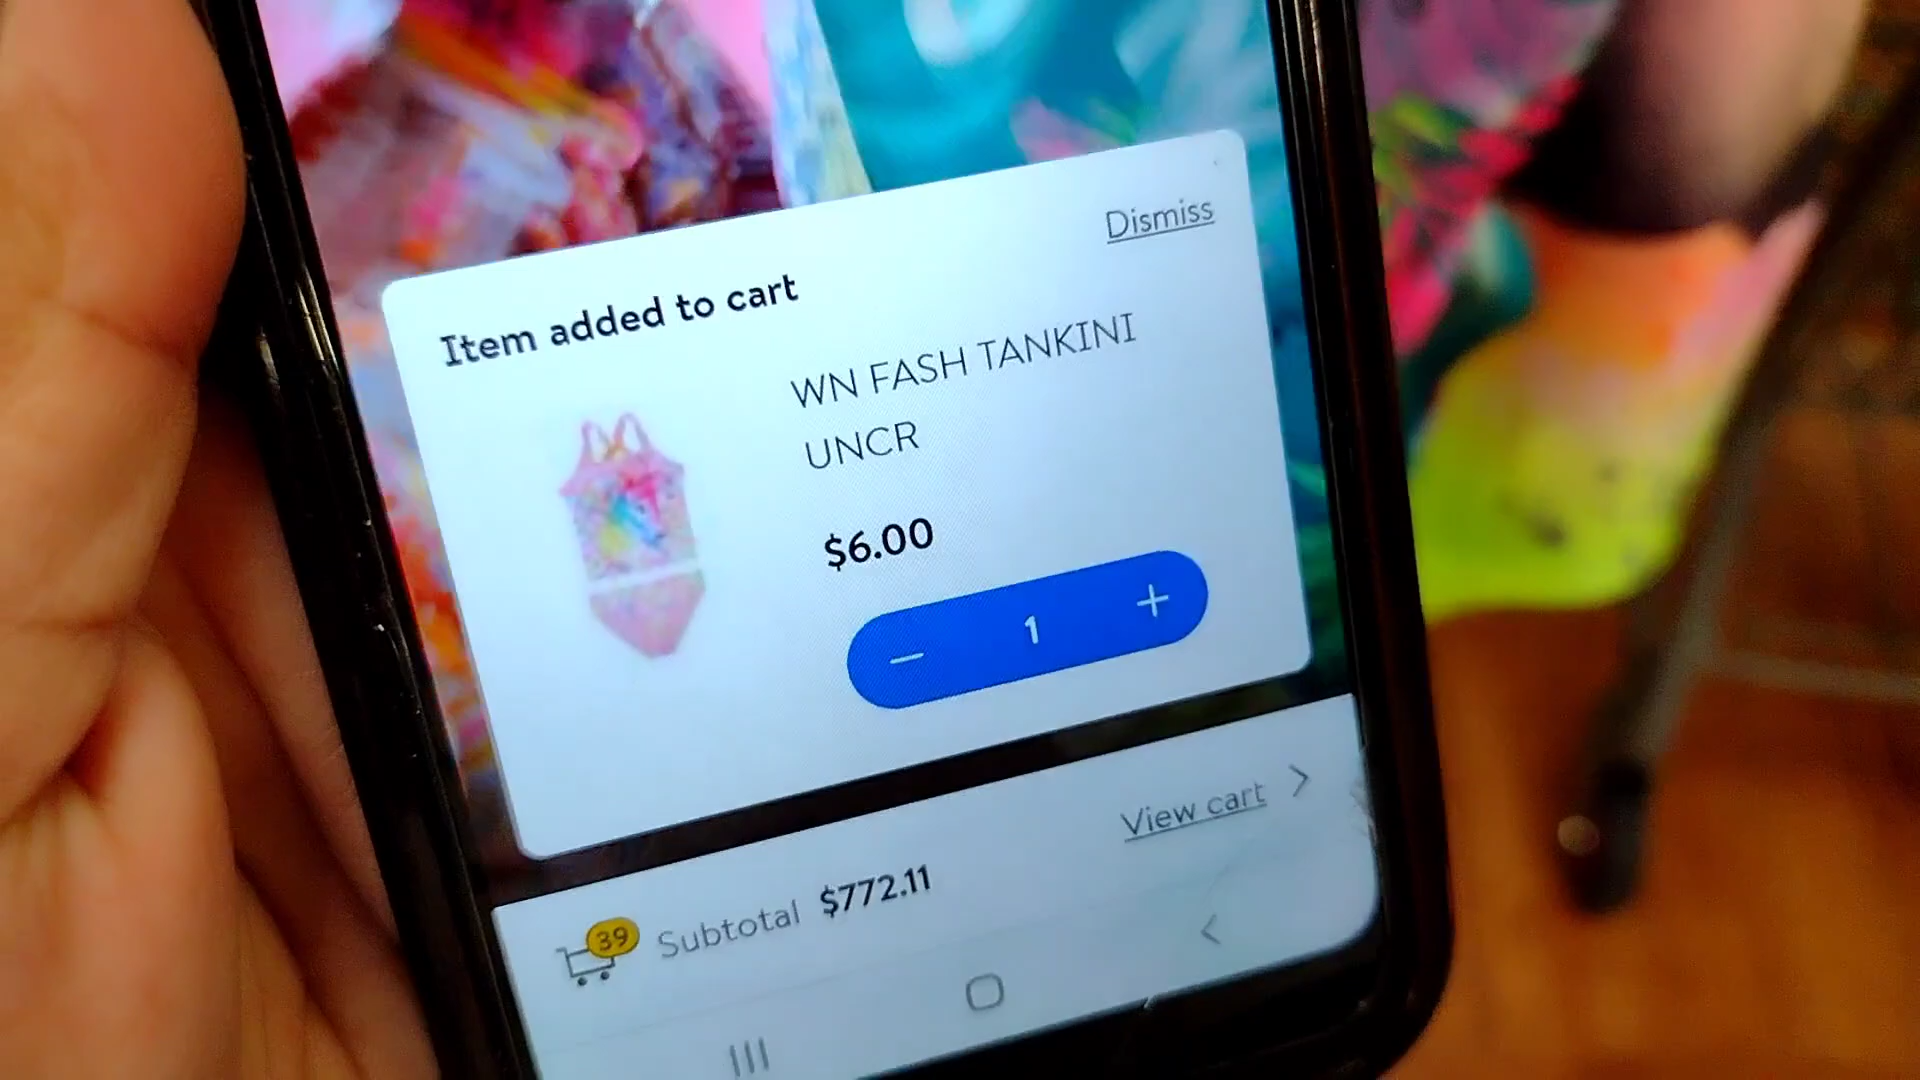 Dismiss
Item added to cart
WN FASH TANKINI
UNCR
$6.00
1
View cart
39
Subtotal $772.11